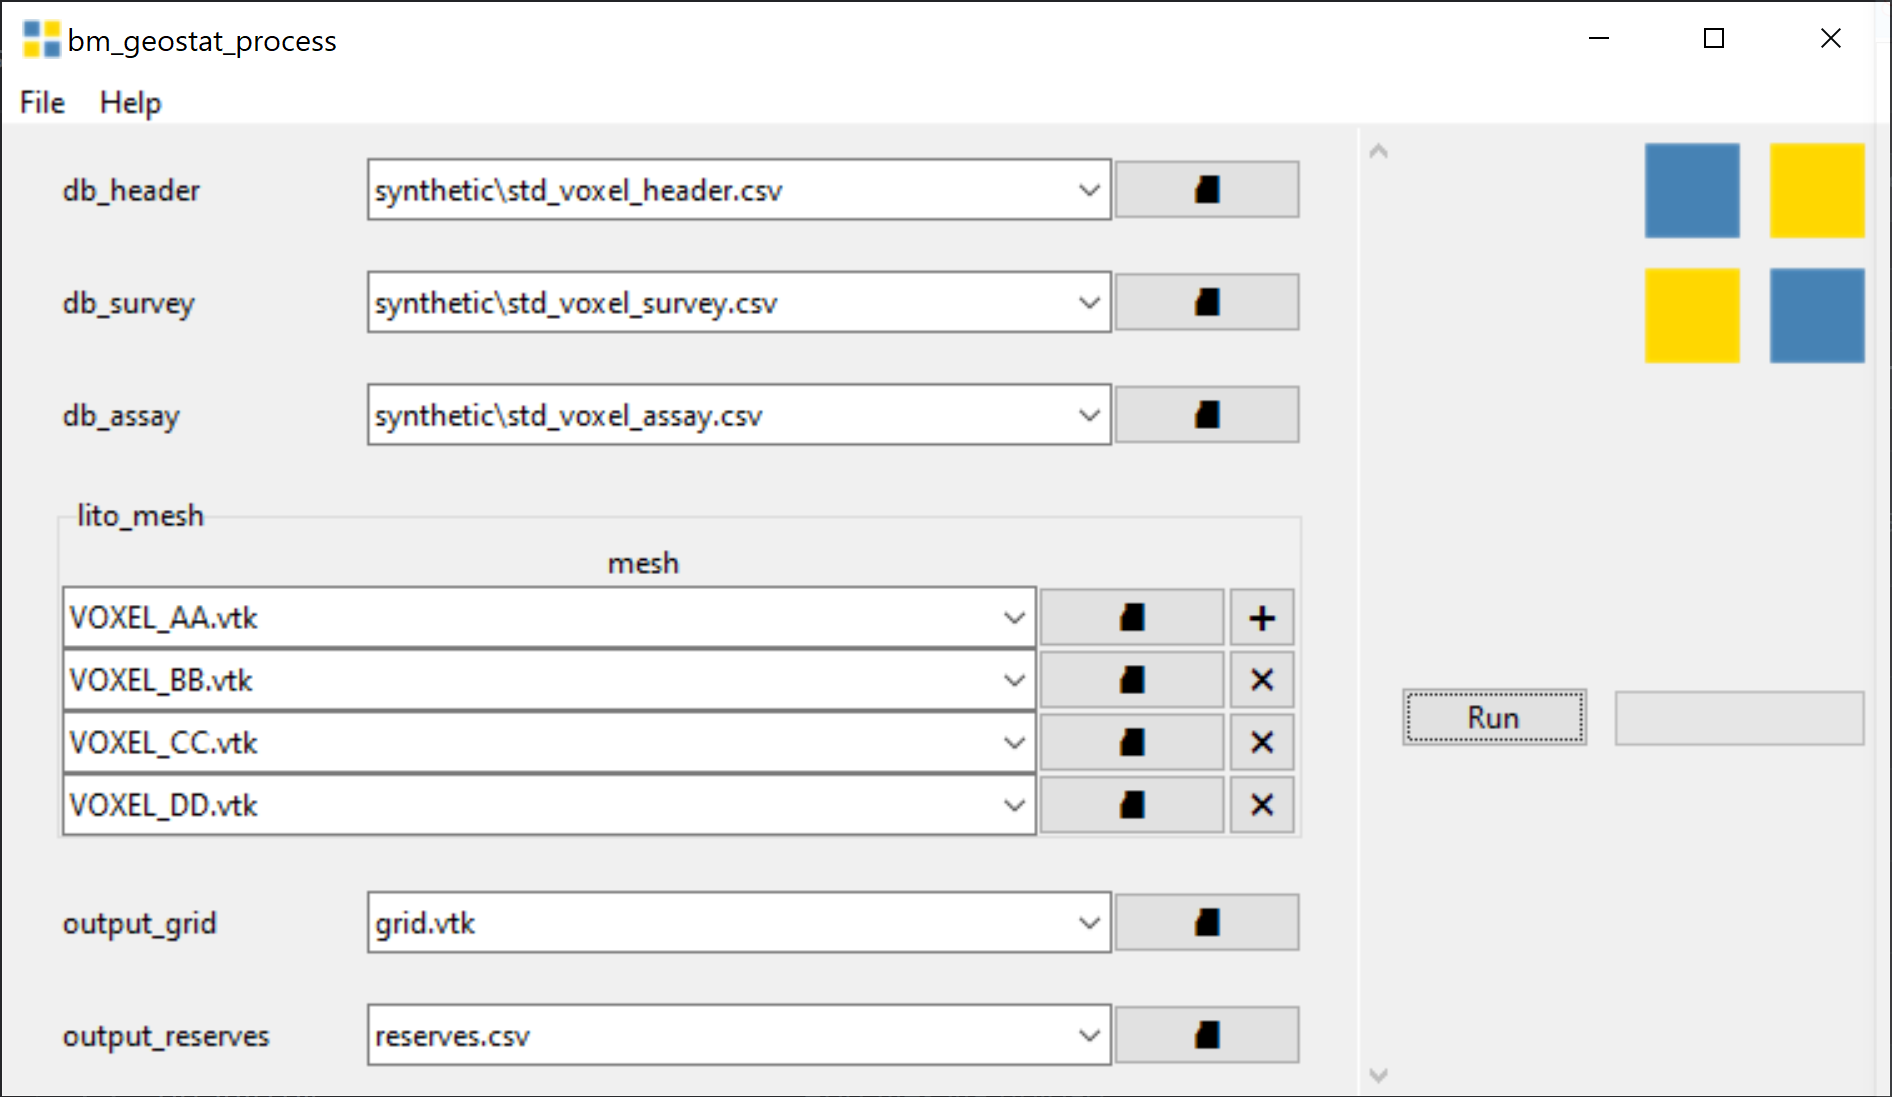 bm_geostat_process
File Help
db_header synthetic\std_voxel_header.csv
db_survey synthetic\std_voxel_survey.csv
db_assay synthetic\std_voxel_assay.csv
lito_mesh
mesh
VOXEL_AA.vtk
VOXEL_BB.vtk
VOXEL_CC.vtk
VOXEL_DD.vtk
Run
output_grid grid.vtk
output_reserves reserves.csv